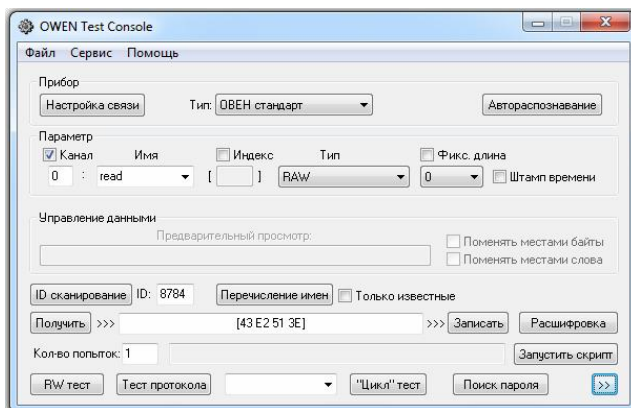 OWEN Test Console
Файл Сервис Помощь
Прибор
Настройка связи Тип: ОВЕН стандарт Автораспознавание
Параметр
Канал Имя Индекс Тип Фикс. длина
0 : read [ ] RAW 0 Штамп времени
Управление данными
Предварительный просмотр:
Поменять местами байты
Поменять местами слова
ID сканирование ID: 8784 Перечисление имен Только известные
Получить >>> [43 E2 51 3E] >>> Записать Расшифровка
Кол-во попыток: 1 Запустить скрипт
RW тест Тест протокола "Цикл" тест Поиск пароля >>